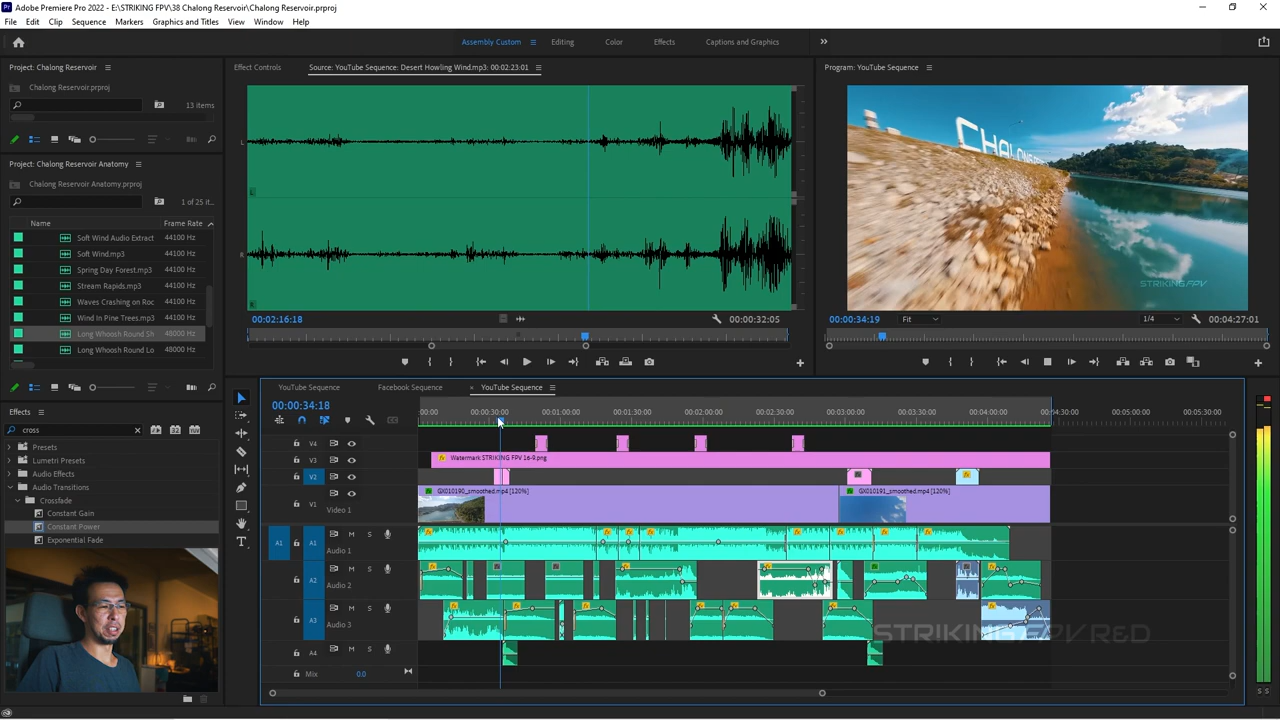 Adobe Premiere Pro 2022 - E:\STRIKING FPV\38 Chalong Reservoir\Chalong Reservoir.prproj
File Edit Clip Sequence Markers Graphics and Titles View Window Help
Assembly Custom Editing Color Effects Captions and Graphics
Project: Chalong Reservoir
Chalong Reservoir.prproj
13 items
Project: Chalong Reservoir Anatomy
Chalong Reservoir Anatomy.prproj
1 of 25 it...
Name Frame Rate
Soft Wind Audio Extract 44100 Hz
Soft Wind.mp3 44100 Hz
Spring Day Forest.mp3 44100 Hz
Stream Rapids.mp3 44100 Hz
Waves Crashing on Roc 44100 Hz
Wind In Pine Trees.mp3 44100 Hz
Long Whoosh Round Sh 48000 Hz
Long Whoosh Round Lo 48000 Hz
Effects
cross
Presets
Lumetri Presets
Audio Effects
Audio Transitions
Crossfade
Constant Gain
Constant Power
Exponential Fade
Effect Controls Source: YouTube Sequence: Desert Howling Wind.mp3: 00:02:23:01
L
R
00:02:16:18 00:00:32:05
Program: YouTube Sequence
CHALONG
STRIKING FPV
00:00:34:19 Fit 1/4 00:04:27:01
YouTube Sequence Facebook Sequence × YouTube Sequence
00:00:34:18
:00:00 00:00:30:00 00:01:00:00 00:01:30:00 00:02:00:00 00:02:30:00 00:03:00:00 00:03:30:00 00:04:00:00 00:04:30:00 00:05:00:00 00:05:30:00
V4
V3 Watermark STRIKING FPV 16-9.png
V2
V1 Video 1 GX010190_smoothed.mp4 [120%] GX010191_smoothed.mp4 [120%]
A1 A1 M S Audio 1
A2 M S Audio 2
A3 M S Audio 3
A4 M S
Mix 0.0
STRIKING FPV R&D
S S